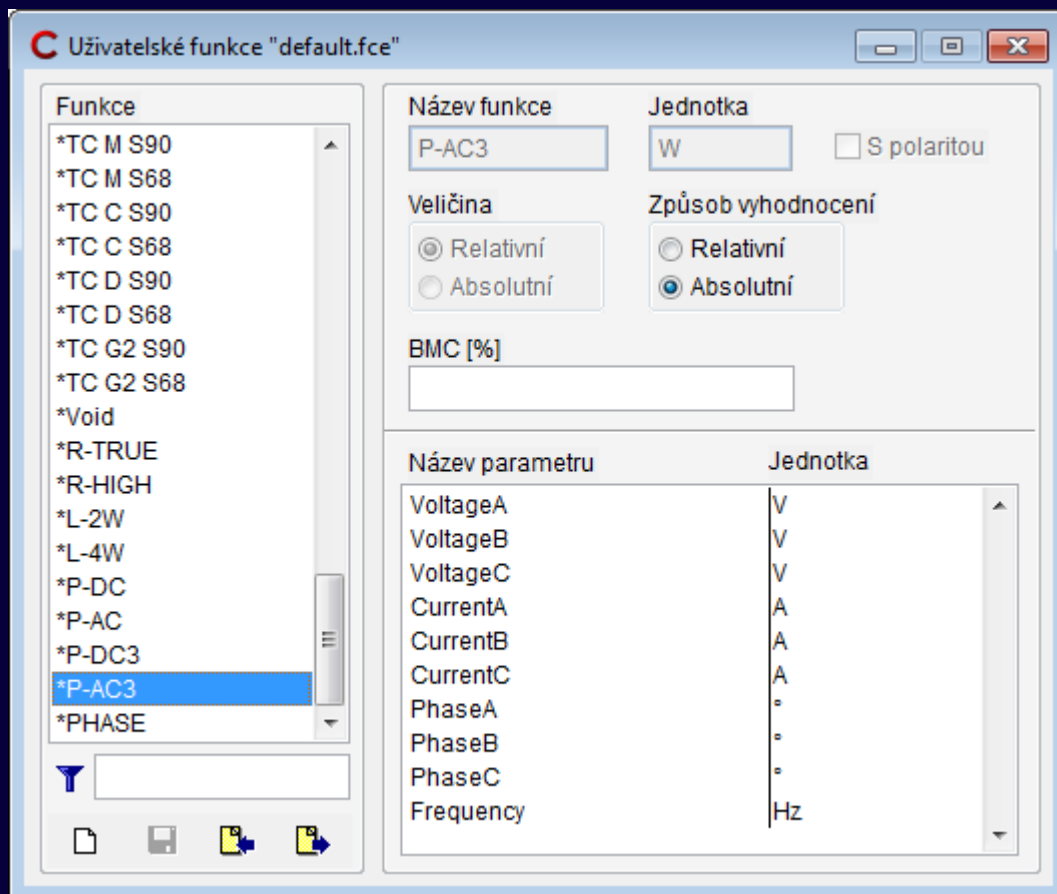 Uživatelské funkce "default.fce"
Funkce
*TC M S90
*TC M S68
*TC C S90
*TC C S68
*TC D S90
*TC D S68
*TC G2 S90
*TC G2 S68
*Void
*R-TRUE
*R-HIGH
*L-2W
*L-4W
*P-DC
*P-AC
*P-DC3
*P-AC3
*PHASE
Název funkce Jednotka
P-AC3 W S polaritou
Veličina Způsob vyhodnocení
Relativní Relativní
Absolutní Absolutní
BMC [%]
Název parametru Jednotka
VoltageA V
VoltageB V
VoltageC V
CurrentA A
CurrentB A
CurrentC A
PhaseA °
PhaseB °
PhaseC °
Frequency Hz